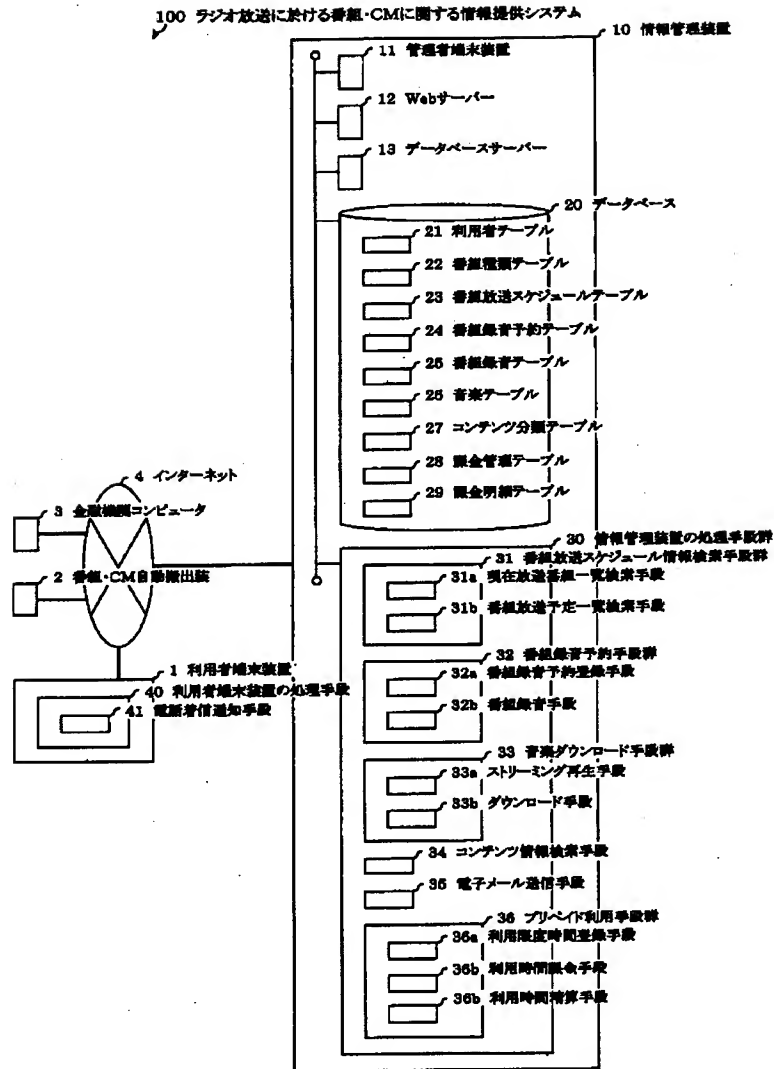 100 ラジオ放送に於ける番組・CMに関する情報提供システム
10 情報管理装置
11 管理者端末装置
12 Webサーバー
13 データベースサーバー
20 データベース
21 利用者テーブル
22 番組種類テーブル
23 番組放送スケジュールテーブル
24 番組録音予約テーブル
25 番組録音テーブル
26 音楽テーブル
27 コンテンツ分類テーブル
28 課金管理テーブル
29 課金明細テーブル
4 インターネット
3 金融機関コンピュータ
2 番組・CM自動搬出装
1 利用者端末装置
40 利用者端末装置の処理手段
41 電話着信通知手段
30 情報管理装置の処理手段群
31 番組放送スケジュール情報検索手段群
31a 現在放送番組一覧検索手段
31b 番組放送予定一覧検索手段
32 番組録音予約手段群
32a 番組録音予約登録手段
32b 番組録音手段
33 音楽ダウンロード手段群
33a ストリーミング再生手段
33b ダウンロード手段
34 コンテンツ情報検索手段
35 電子メール送信手段
36 プリペイド利用手段群
36a 利用限度時間登録手段
36b 利用時間課金手段
36b 利用時間精算手段